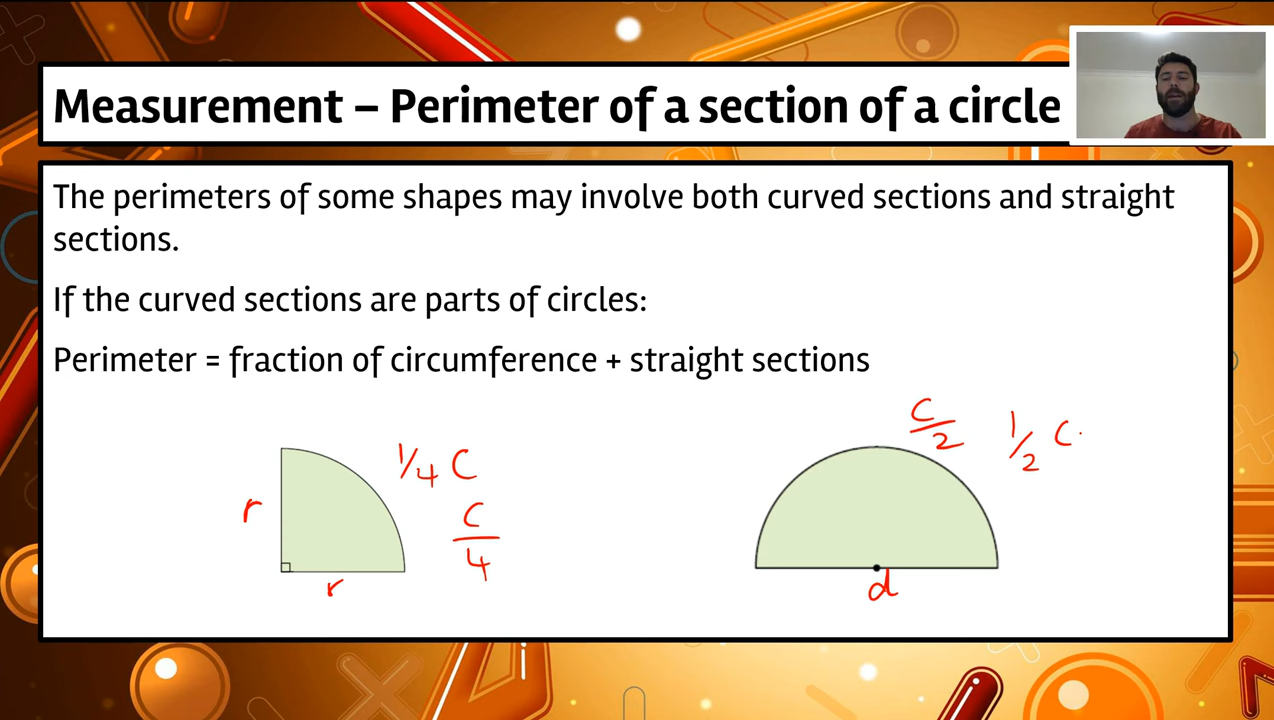 Measurement – Perimeter of a section of a circle
The perimeters of some shapes may involve both curved sections and straight
sections.
If the curved sections are parts of circles:
Perimeter = fraction of circumference + straight sections
r
r
1/4 C
C/4
C/2
1/2 C
d